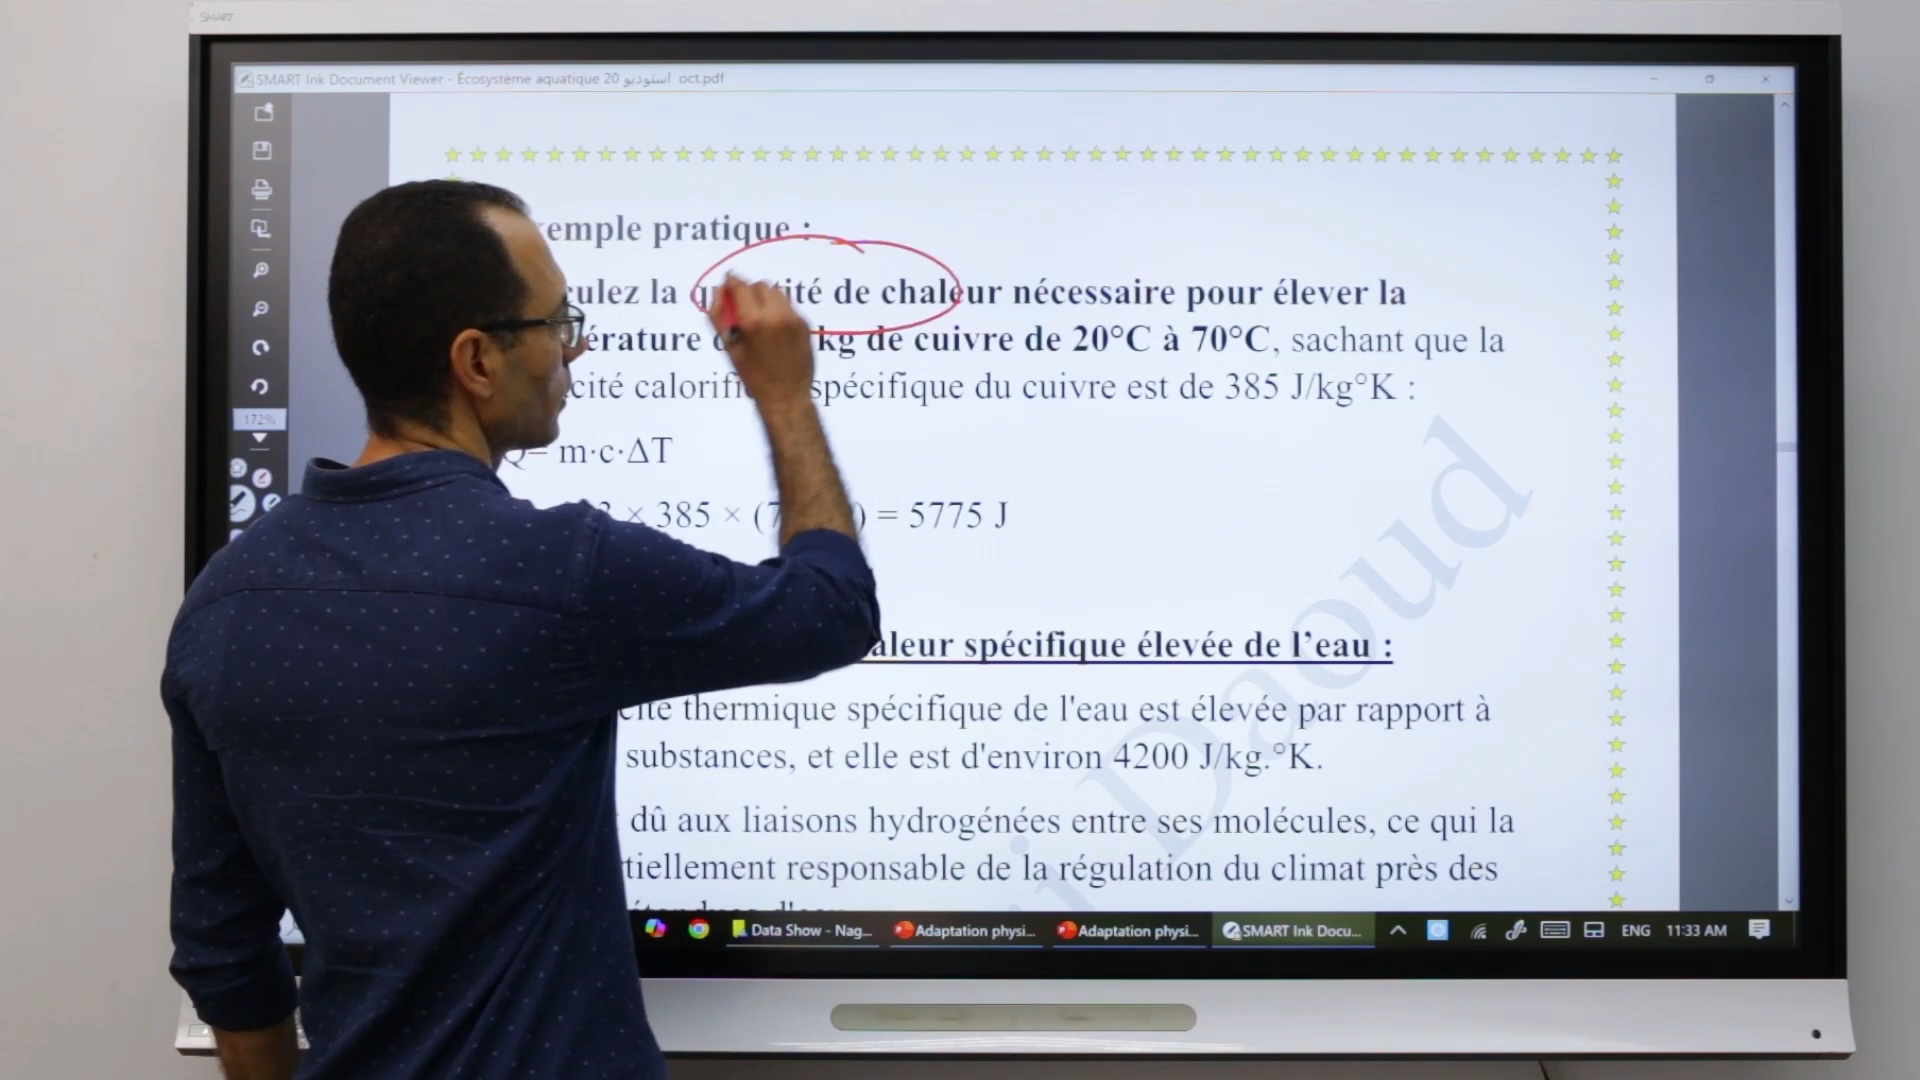 SMART
SMART Ink Document Viewer - Écosystème aquatique 20 استوديو oct.pdf
emple pratique :
culez la tité de chaleur nécessaire pour élever la
érature kg de cuivre de 20°C à 70°C, sachant que la
cité calorifi spécifique du cuivre est de 385 J/kg°K :
172%
Q= m·c·ΔT
× 385 × (7 ) = 5775 J
aleur spécifique élevée de l'eau :
cité thermique spécifique de l'eau est élevée par rapport à
substances, et elle est d'environ 4200 J/kg.°K.
dû aux liaisons hydrogénées entre ses molécules, ce qui la
tiellement responsable de la régulation du climat près des
Daoud
Data Show - Nag...
Adaptation physi...
Adaptation physi...
SMART Ink Docu...
ENG
11:33 AM